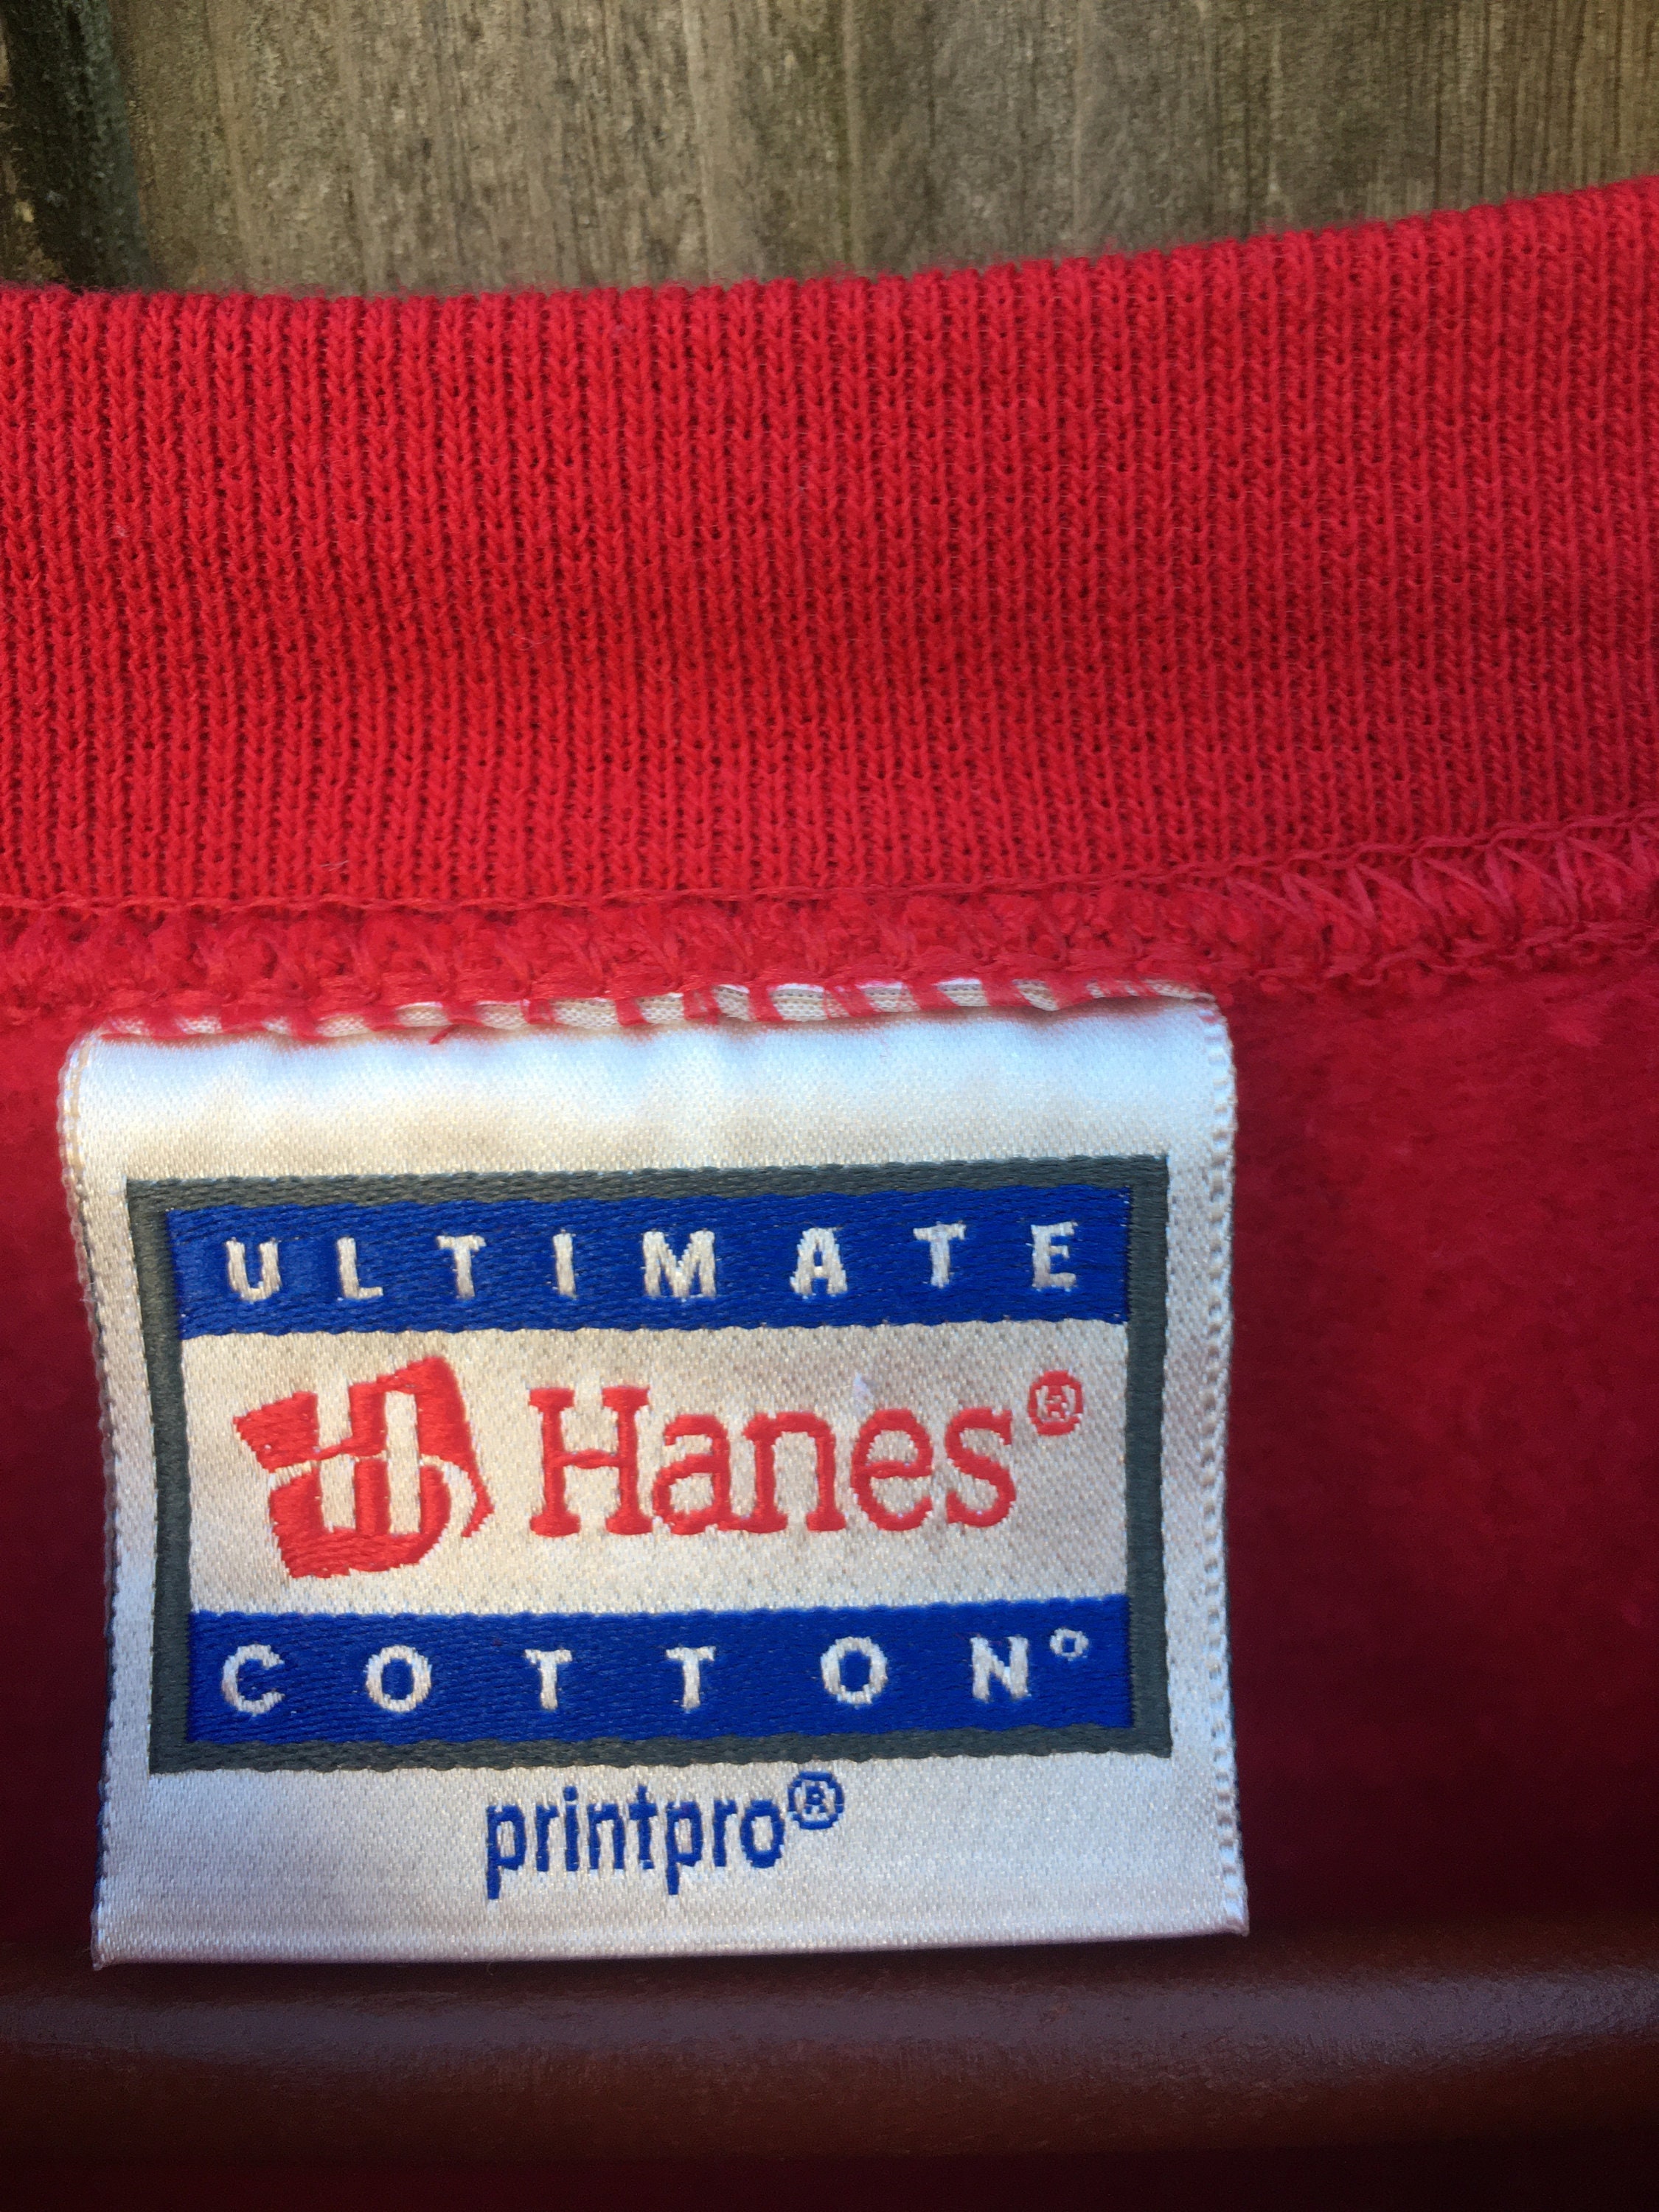 ULTIMATE
H Hanes®
COTTON®
printpro®